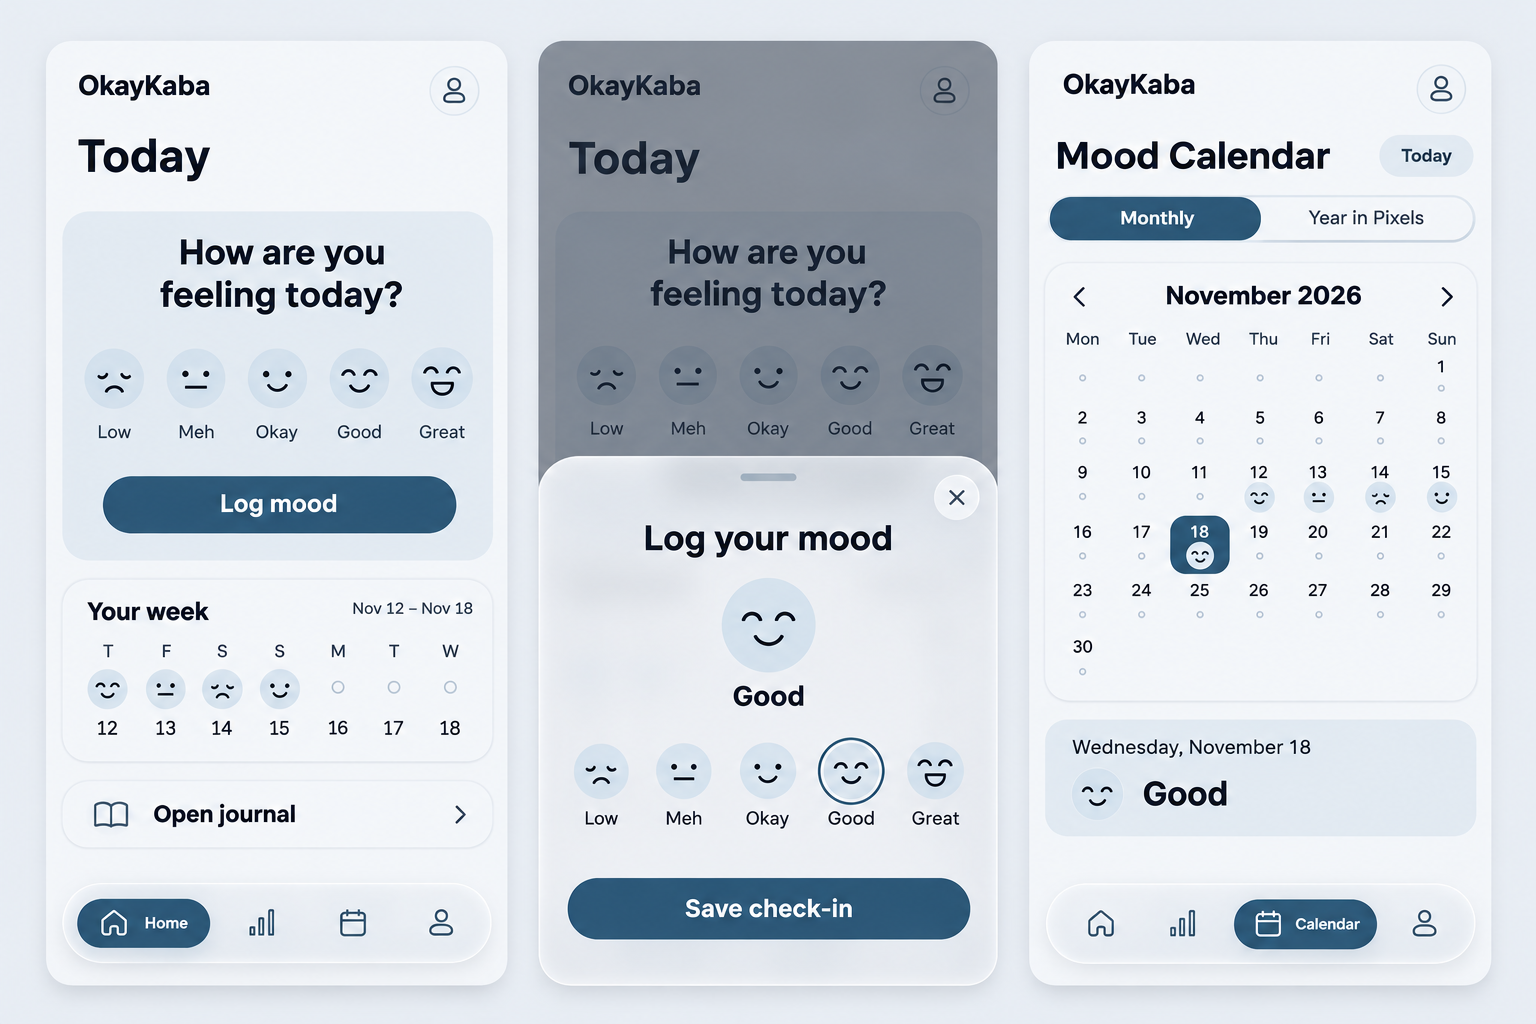 OkayKaba
Today
How are you
feeling today?
Low Meh Okay Good Great
Log mood
Your week Nov 12 – Nov 18
T F S S M T W
12 13 14 15 16 17 18
Open journal
Home
OkayKaba
Today
How are you
feeling today?
Low Meh Okay Good Great
Log your mood
Good
Low Meh Okay Good Great
Save check-in
OkayKaba
Mood Calendar Today
Monthly Year in Pixels
November 2026
Mon Tue Wed Thu Fri Sat Sun
1
2 3 4 5 6 7 8
9 10 11 12 13 14 15
16 17 18 19 20 21 22
23 24 25 26 27 28 29
30
Wednesday, November 18
Good
Calendar